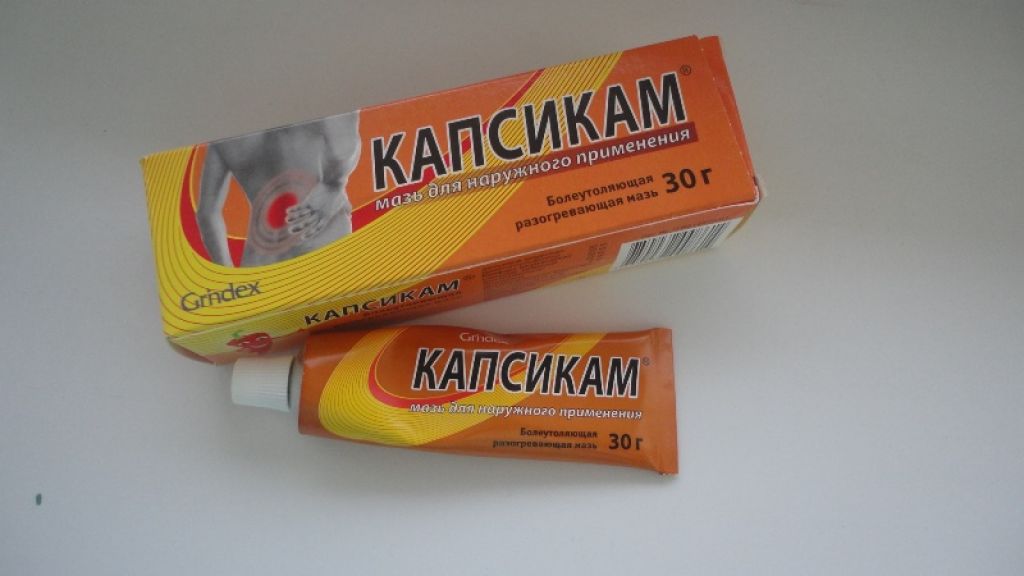 КАПСИКАМ®
мазь для наружного применения
Болеутоляющая
разогревающая мазь 30 г
Grindex
КАПСИКАМ®
Grindex
КАПСИКАМ®
мазь для наружного применения
Болеутоляющая
разогревающая мазь 30 г